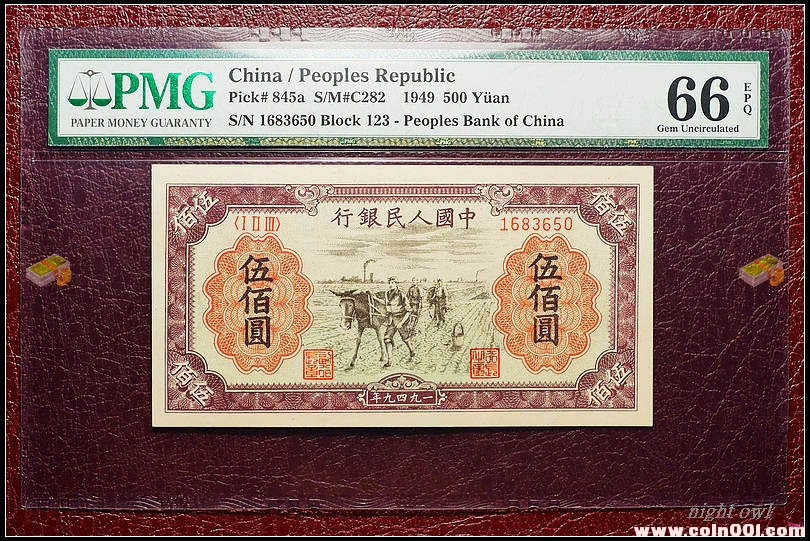 PMG
PAPER MONEY GUARANTY
China / Peoples Republic
Pick# 845a S/M#C282 1949 500 Yüan
S/N 1683650 Block 123 - Peoples Bank of China
66
EPQ
Gem Uncirculated
佰伍
佰伍
〈I II III〉
行銀民人國中
1683650
伍佰圓
伍佰圓
佰伍
年九四九一
佰伍
night owl
www.coin001.com